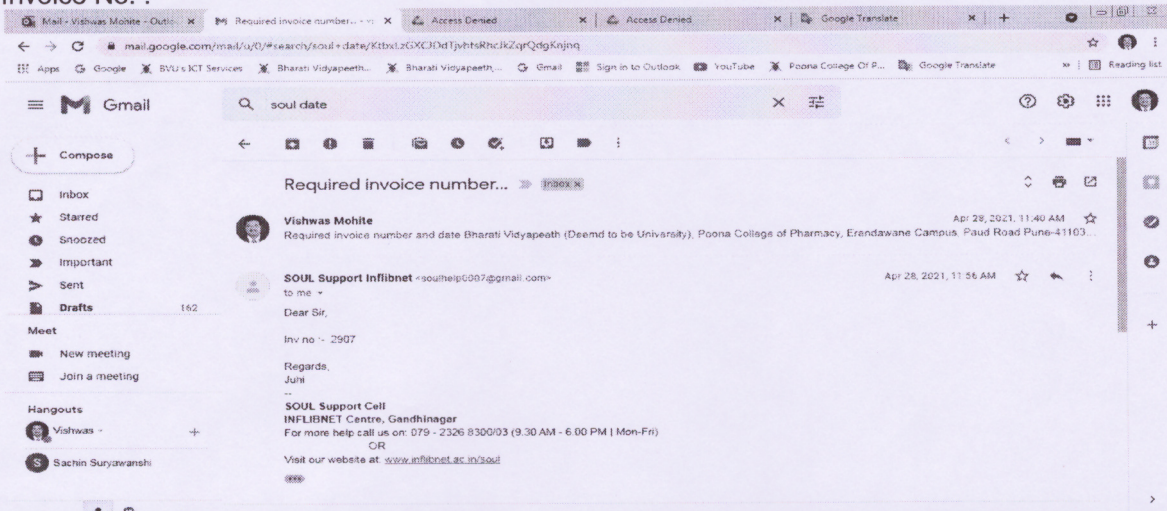 Invoice No. :
Mail - Vishwas Mohite - Outlo
Required invoice number... - vi
Access Denied
Access Denied
Google Translate
mail.google.com/mail/u/0/#search/soul+date/
Apps Google BVU's ICT Services Bharati Vidyapeeth... Bharati Vidyapeeth,... Gmail Sign in to Outlook YouTube Poona College Of P... Google Translate » Reading list
Gmail
soul date
Compose
Inbox
Starred
Snoozed
Important
Sent
Drafts 162
Meet
New meeting
Join a meeting
Hangouts
Vishwas
Sachin Suryawanshi
Required invoice number... Inbox x
Vishwas Mohite Apr 28, 2021, 11:40 AM
Required invoice number and date Bharati Vidyapeeth (Deemd to be University), Poona College of Pharmacy, Erandawane Campus, Paud Road Pune-41103...
SOUL Support Inflibnet <soulhelp0007@gmail.com> Apr 28, 2021, 11:56 AM
to me
Dear Sir,
Inv no :- 2907
Regards,
Juhi
--
SOUL Support Cell
INFLIBNET Centre, Gandhinagar
For more help call us on: 079 - 2326 8300/03 (9.30 AM - 6.00 PM | Mon-Fri)
OR
Visit our website at: www.inflibnet.ac.in/soul